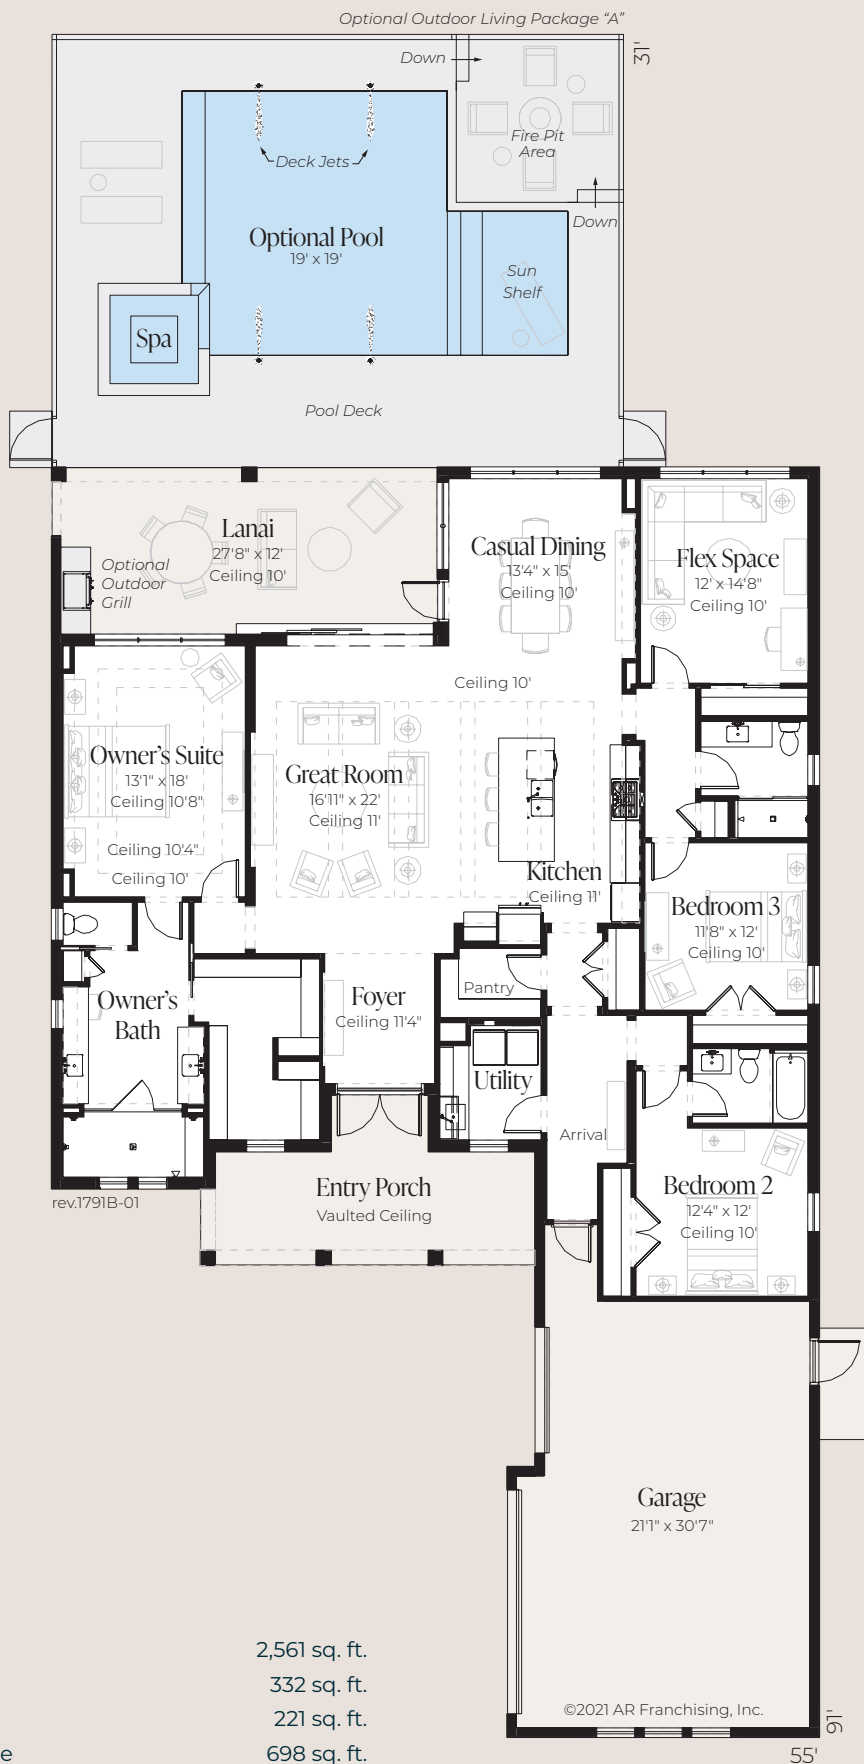 Optional Outdoor Living Package “A”
31'
Down
Fire Pit
Area
Deck Jets
Down
Optional Pool
19' x 19'
Sun
Shelf
Spa
Pool Deck
Lanai
27'8" x 12'
Ceiling 10'
Optional
Outdoor
Grill
Casual Dining
13'4" x 15'
Ceiling 10'
Flex Space
12' x 14'8"
Ceiling 10'
Ceiling 10'
Owner’s Suite
13'1" x 18'
Ceiling 10'8"
Ceiling 10'4"
Ceiling 10'
Great Room
16'11" x 22'
Ceiling 11'
Kitchen
Ceiling 11'
Bedroom 3
11'8" x 12'
Ceiling 10'
Owner’s
Bath
Foyer
Ceiling 11'4"
Pantry
Utility
Arrival
Bedroom 2
12'4" x 12'
Ceiling 10'
Entry Porch
Vaulted Ceiling
rev.1791B-01
Garage
21'1" x 30'7"
©2021 AR Franchising, Inc.
91'
55'
2,561 sq. ft.
332 sq. ft.
221 sq. ft.
e 698 sq. ft.